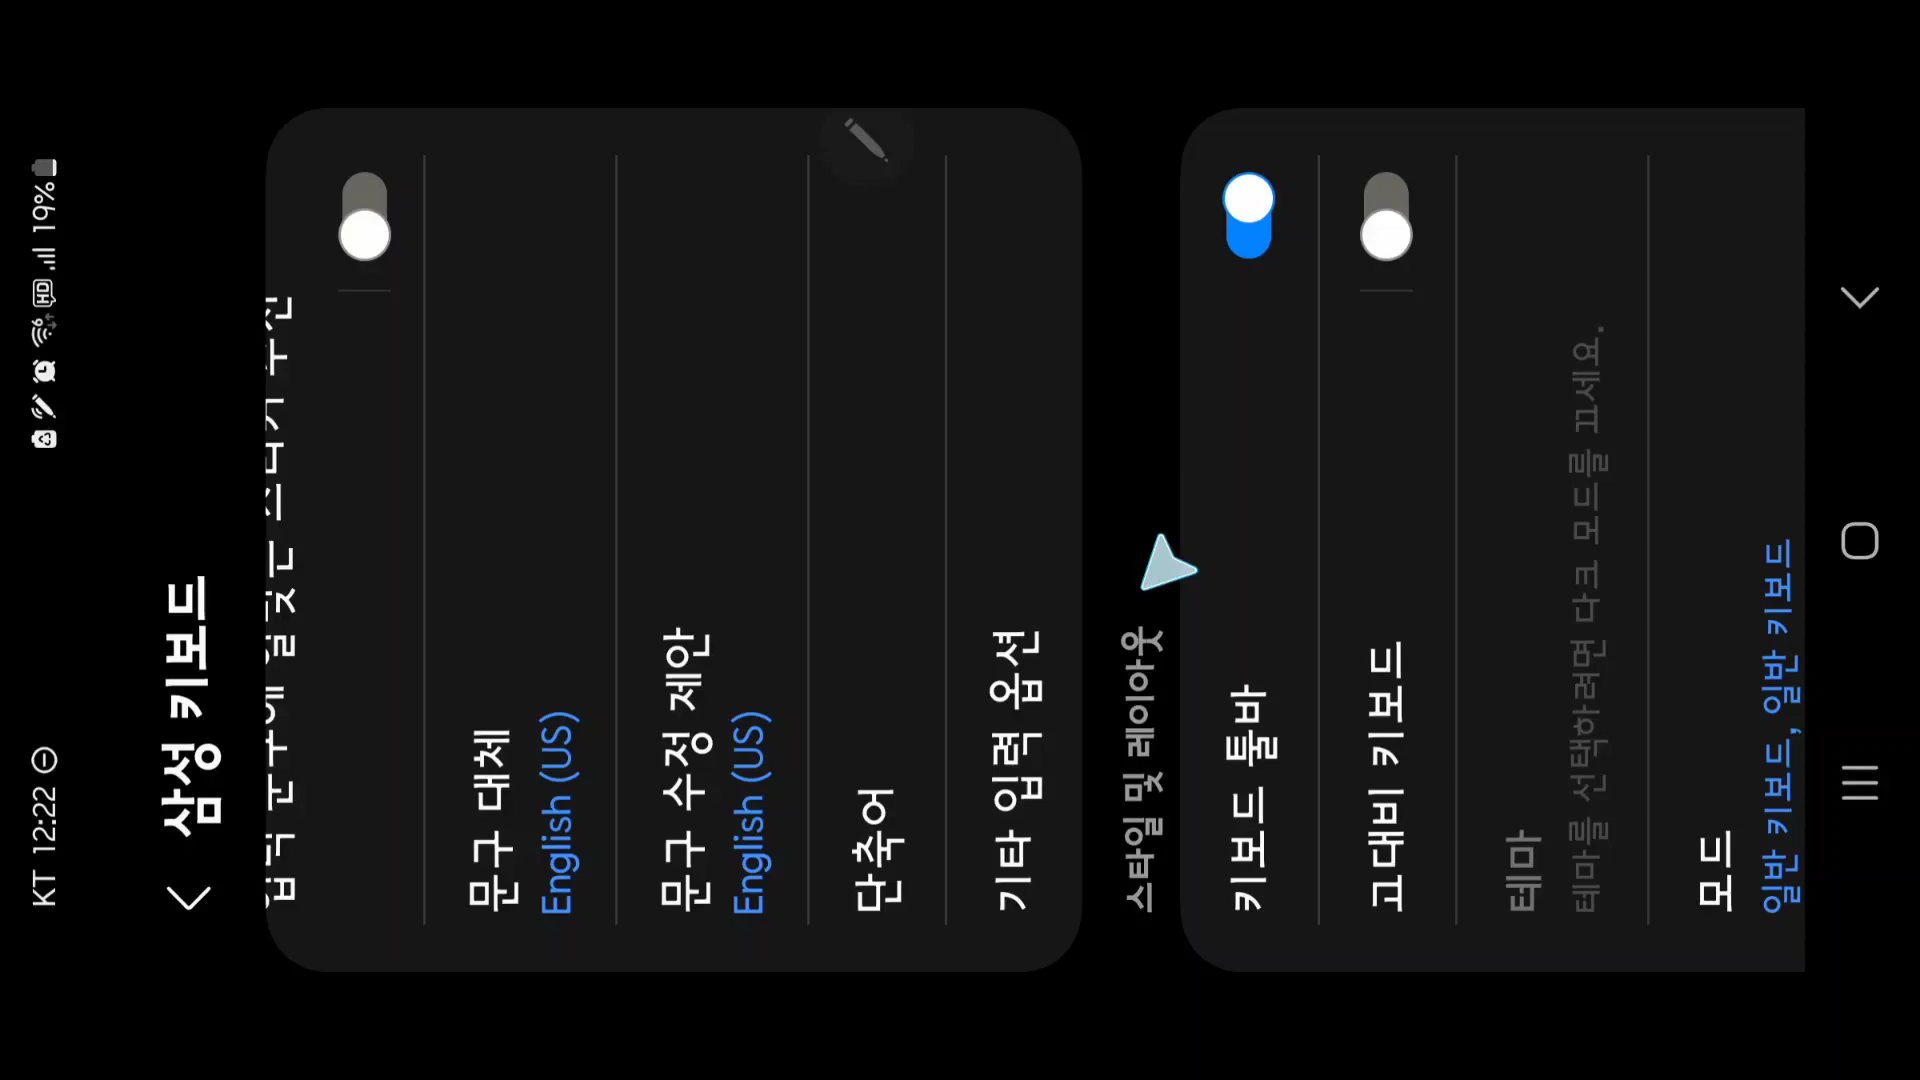 KT 12:22
19%
삼성 키보드
문구 대체
English (US)
문구 수정 제안
English (US)
단축어
기타 입력 옵션
스타일 및 레이아웃
키보드 툴바
고대비 키보드
테마
테마를 선택하려면 다크 모드를 끄세요.
모드
일반 키보드, 일반 키보드